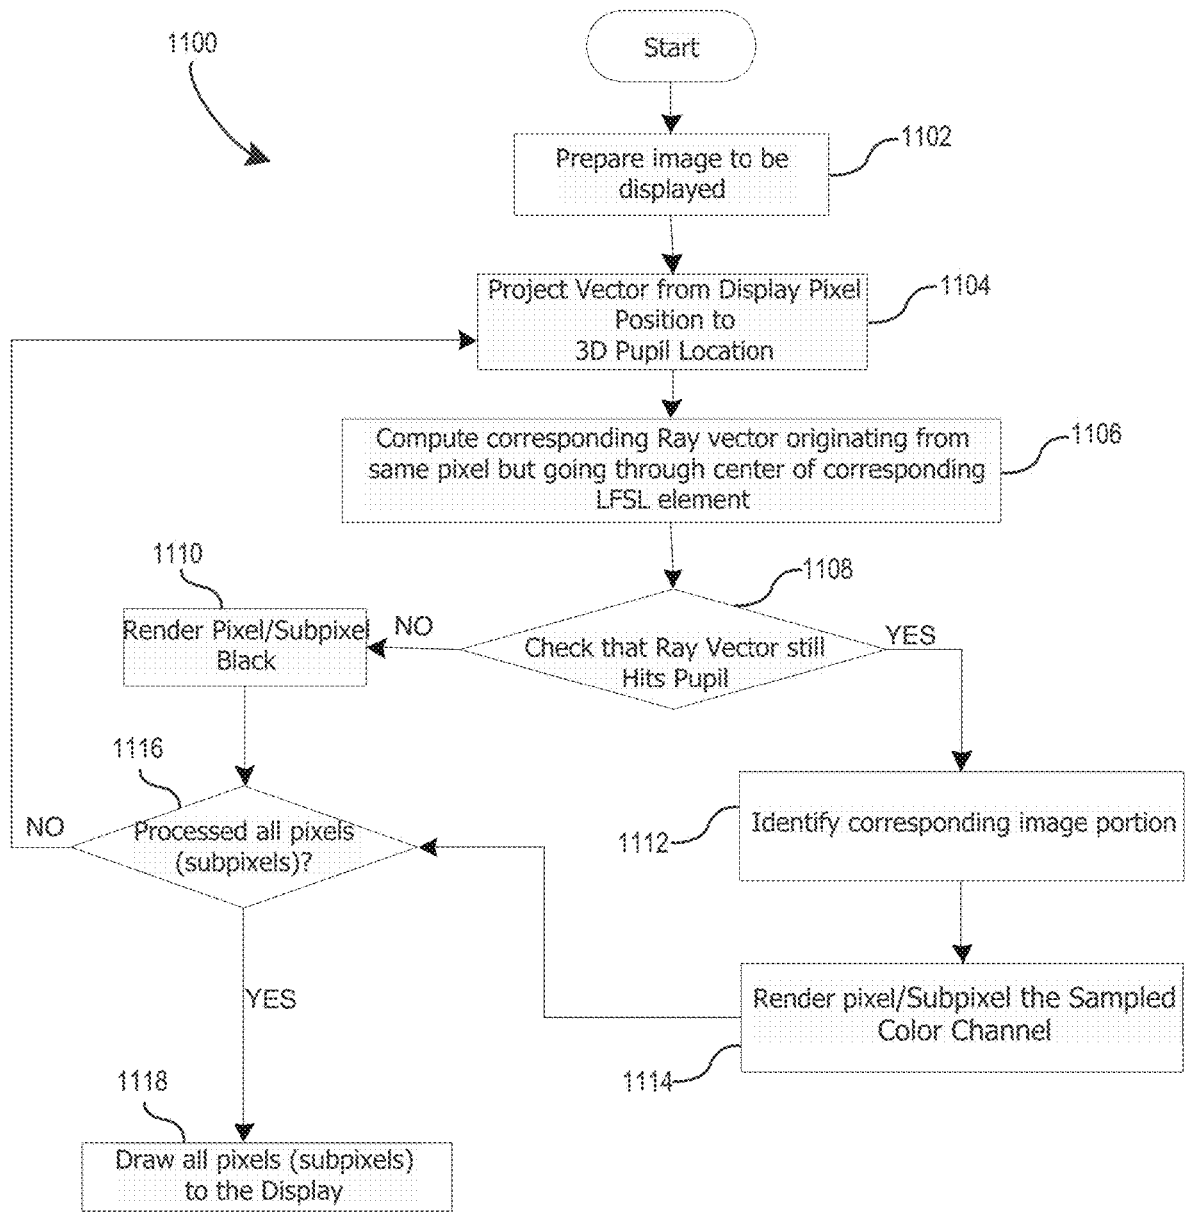 1100
Start
1102
Prepare image to be
displayed
1104
Project Vector from Display Pixel
Position to
3D Pupil Location
1106
Compute corresponding Ray vector originating from
same pixel but going through center of corresponding
LFSL element
1108
Check that Ray Vector still
Hits Pupil
NO
YES
1110
Render Pixel/Subpixel
Black
1116
Processed all pixels
(subpixels)?
NO
YES
1112
Identify corresponding image portion
1114
Render pixel/Subpixel the Sampled
Color Channel
1118
Draw all pixels (subpixels)
to the Display